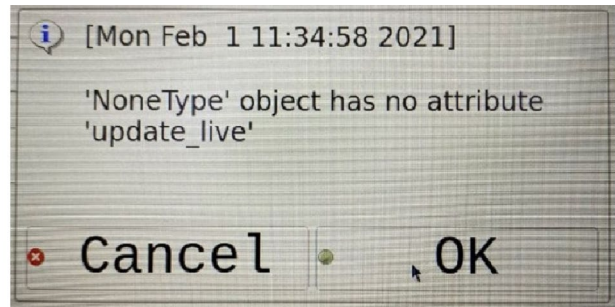 [Mon Feb  1 11:34:58 2021]
'NoneType' object has no attribute
'update_live'
Cancel
OK